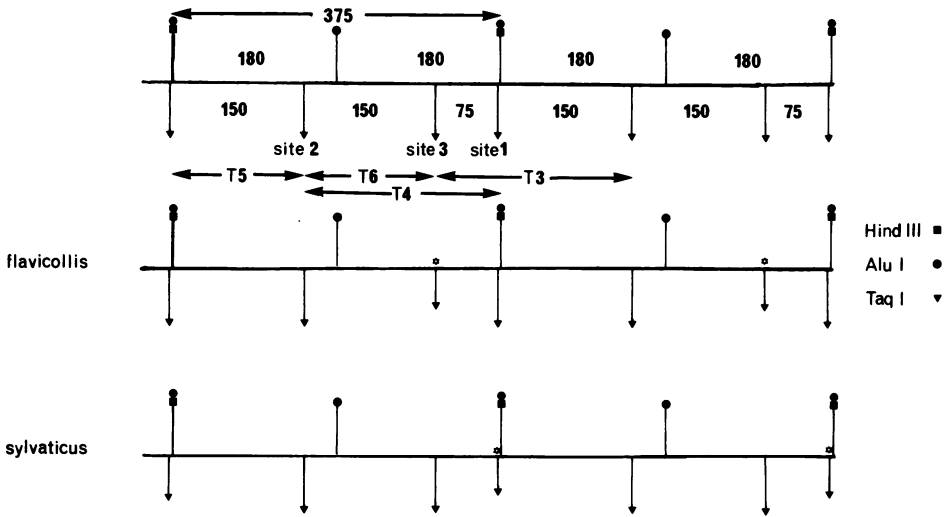 375
180 180 180 180
150 150 75 150 150 75
site 2 site 3 site 1
T5 T6 T3
T4
flavicollis
Hind III
Alu I
Taq I
sylvaticus